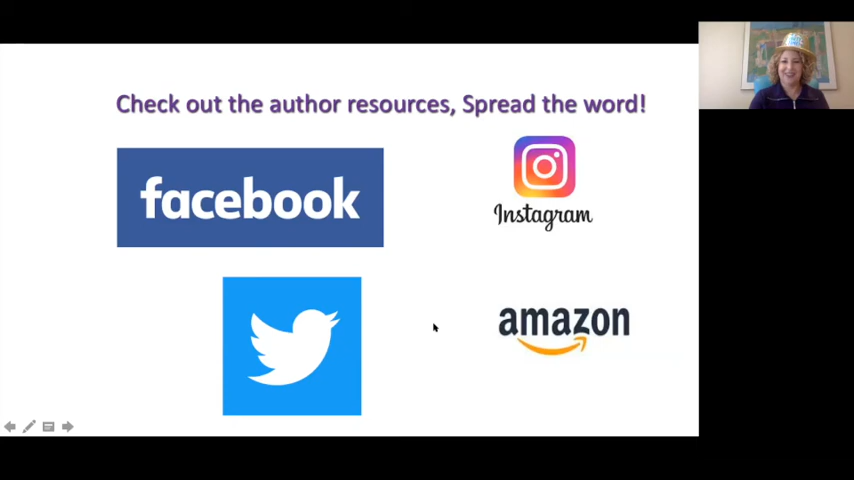 Check out the author resources, Spread the word!
facebook
Instagram
amazon